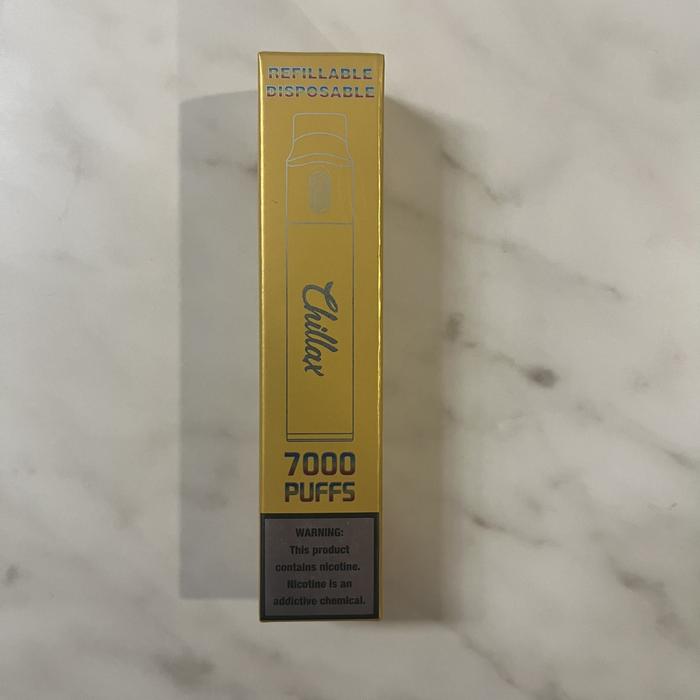 REFILLABLE
DISPOSABLE
Chillax
7000
PUFFS
WARNING:
This product
contains nicotine.
Nicotine is an
addictive chemical.